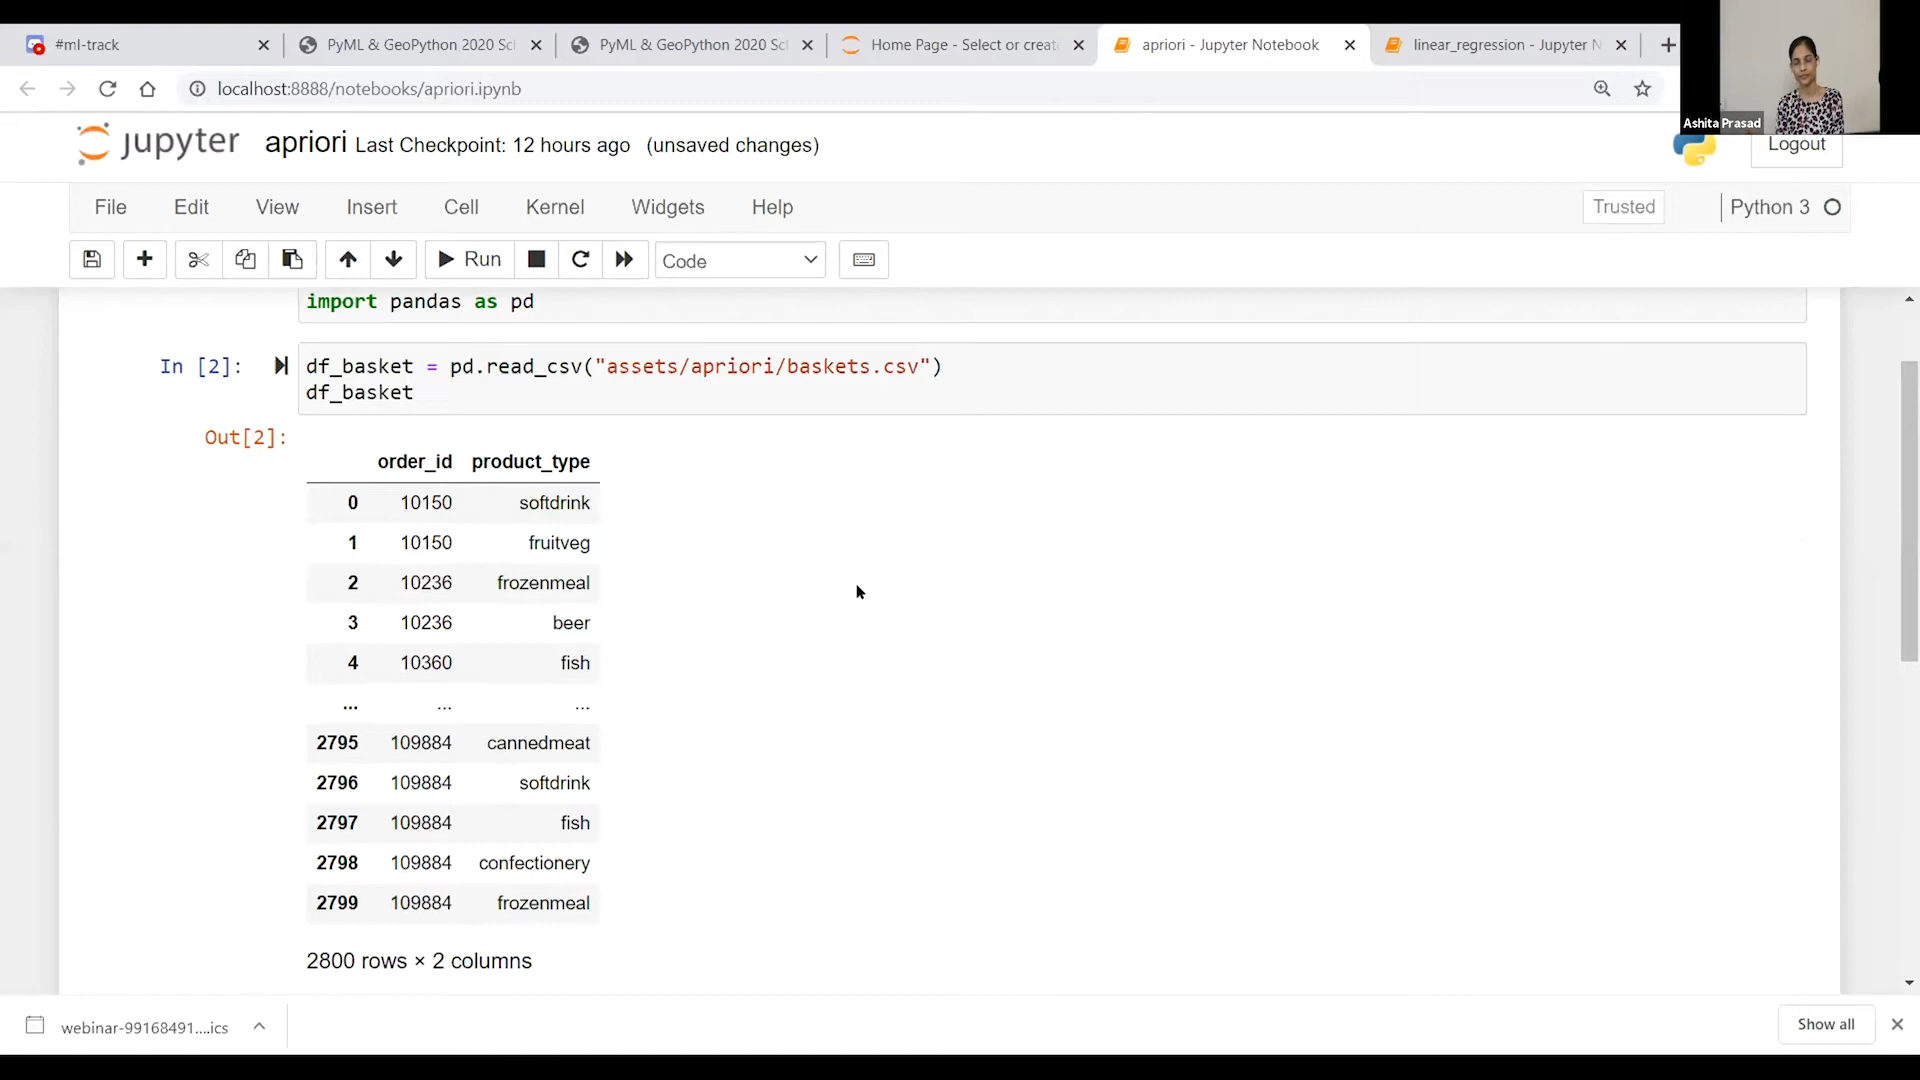 #ml-track
PyML & GeoPython 2020 Sc
PyML & GeoPython 2020 Sc
Home Page - Select or create
apriori - Jupyter Notebook
linear_regression - Jupyter N
localhost:8888/notebooks/apriori.ipynb
Ashita Prasad
jupyter
apriori Last Checkpoint: 12 hours ago (unsaved changes)
Logout
File Edit View Insert Cell Kernel Widgets Help
Trusted
Python 3
Run
Code
import pandas as pd
In [2]: df_basket = pd.read_csv("assets/apriori/baskets.csv")
df_basket
Out[2]:
order_id product_type
0 10150 softdrink
1 10150 fruitveg
2 10236 frozenmeal
3 10236 beer
4 10360 fish
... ... ...
2795 109884 cannedmeat
2796 109884 softdrink
2797 109884 fish
2798 109884 confectionery
2799 109884 frozenmeal
2800 rows × 2 columns
webinar-99168491....ics
Show all